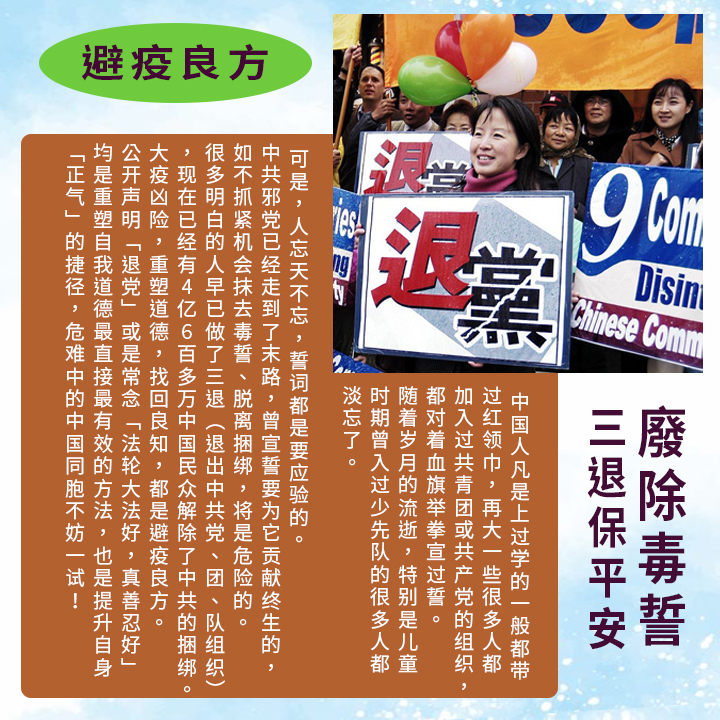 避疫良方
退黨
退黨
9 Comm
Disint
Chinese Comm
廢除毒誓
三退保平安
中国人凡是上过学的一般都带
过红领巾，再大一些很多人都
加入过共青团或共产党的组织，
都对着血旗举拳宣过誓。
随着岁月的流逝，特别是儿童
时期曾入过少先队的很多人都
淡忘了。
可是，人忘天不忘，誓词都是要应验的。
中共邪党已经走到了末路，曾宣誓要为它贡献终生的，
如不抓紧机会抹去毒誓、脱离捆绑，将是危险的。
很多明白的人早已做了三退（退出中共党、团、队组织）
，现在已经有4亿6百多万中国民众解除了中共的捆绑。
大疫凶险，重塑道德，找回良知，都是避疫良方。
公开声明「退党」或是常念「法轮大法好，真善忍好」
均是重塑自我道德最直接最有效的方法，也是提升自身
「正气」的捷径，危难中的中国同胞不妨一试！